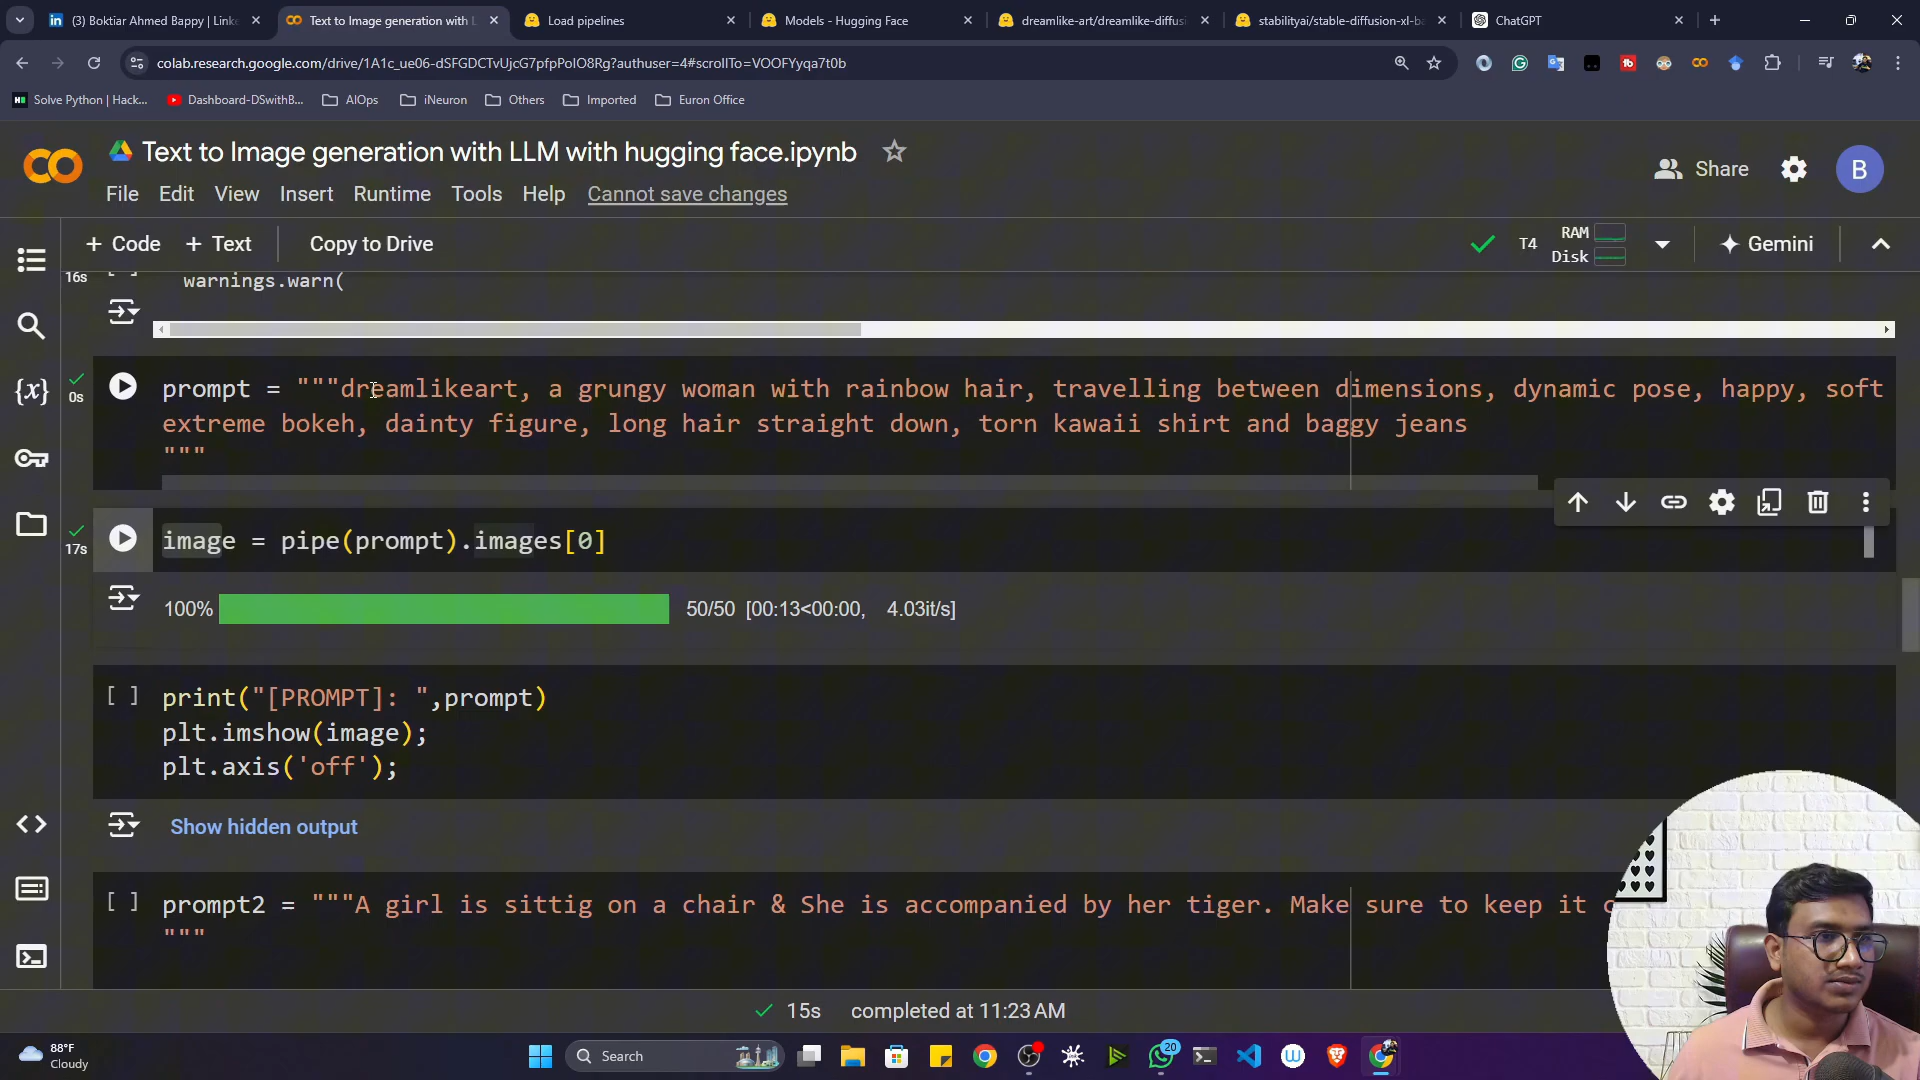 (3) Boktiar Ahmed Bappy | Linke
Text to Image generation with L
Load pipelines
Models - Hugging Face
dreamlike-art/dreamlike-diffus
stabilityai/stable-diffusion-xl-ba
ChatGPT
colab.research.google.com/drive/1A1c_ue06-dSFGDCTvUjcG7pfpPoIO8Rg?authuser=4#scrollTo=VOOFYyqa7t0b
Solve Python | Hack...
Dashboard-DSwithB...
AIOps
iNeuron
Others
Imported
Euron Office
Text to Image generation with LLM with hugging face.ipynb
File Edit View Insert Runtime Tools Help Cannot save changes
Share
B
+ Code + Text Copy to Drive
T4
RAM
Disk
Gemini
16s
warnings.warn(
0s
prompt = """dreamlikeart, a grungy woman with rainbow hair, travelling between dimensions, dynamic pose, happy, soft
extreme bokeh, dainty figure, long hair straight down, torn kawaii shirt and baggy jeans
"""
17s
image = pipe(prompt).images[0]
100% 50/50 [00:13<00:00, 4.03it/s]
[ ] print("[PROMPT]: ",prompt)
plt.imshow(image);
plt.axis('off');
Show hidden output
[ ] prompt2 = """A girl is sittig on a chair & She is accompanied by her tiger. Make sure to keep it c
"""
15s completed at 11:23 AM
88°F
Cloudy
Search
20